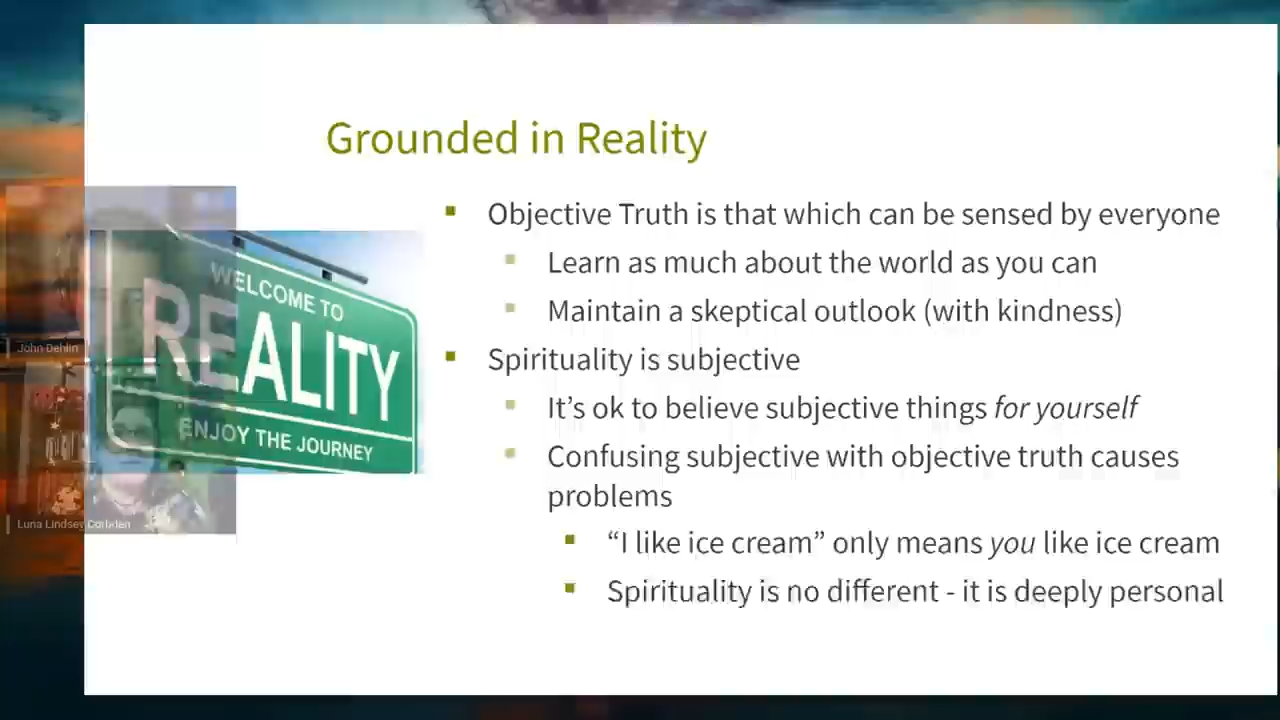 Grounded in Reality
Objective Truth is that which can be sensed by everyone
Learn as much about the world as you can
Maintain a skeptical outlook (with kindness)
Spirituality is subjective
It's ok to believe subjective things for yourself
Confusing subjective with objective truth causes
problems
"I like ice cream" only means you like ice cream
Spirituality is no different - it is deeply personal
WELCOME TO
REALITY
ENJOY THE JOURNEY
John Dehlin
Luna Lindsey Corbden